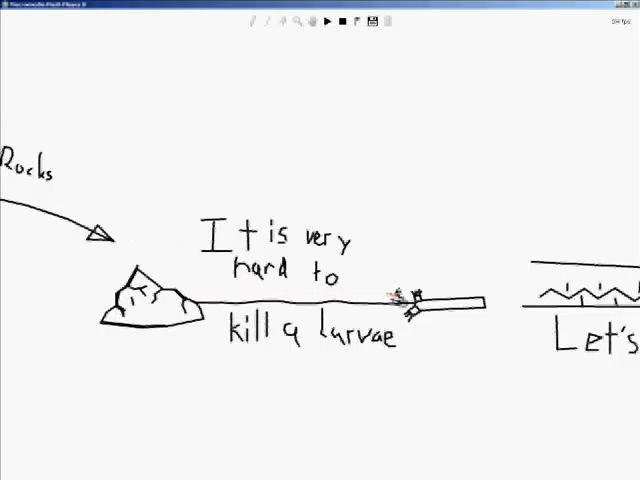 Rocks
It is very
hard to
kill a larvae
Let's